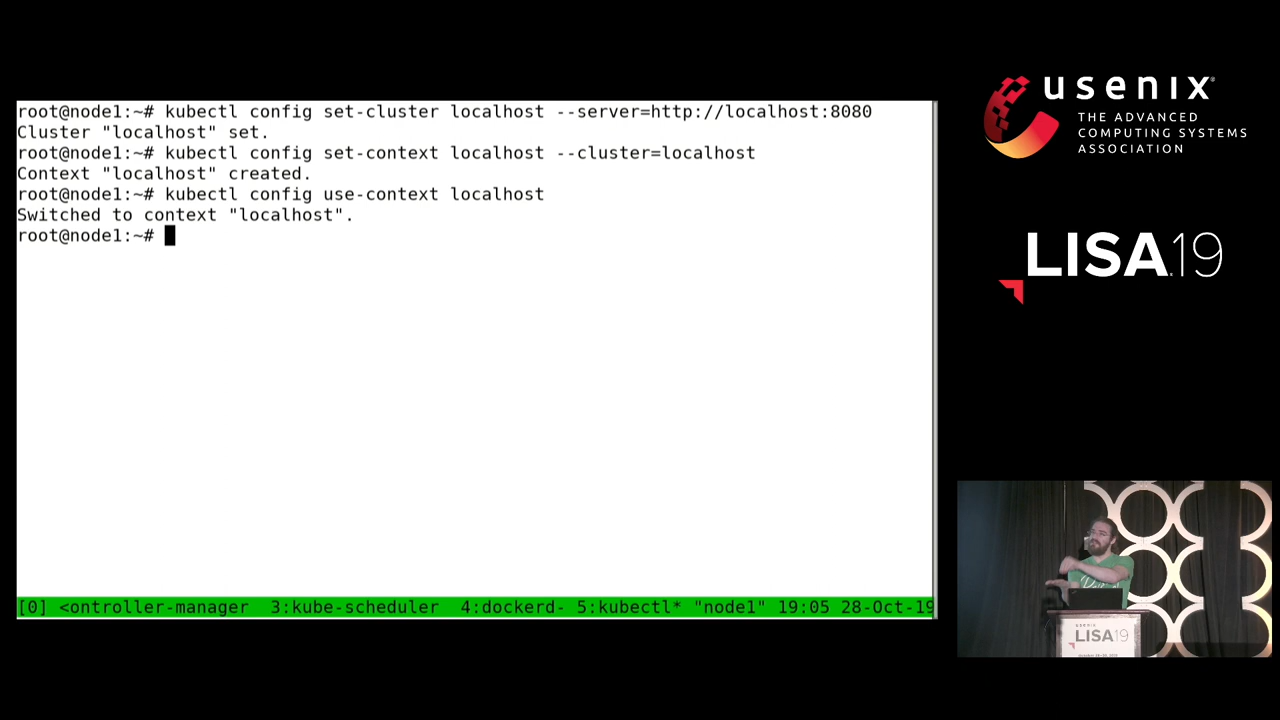 root@node1:~# kubectl config set-cluster localhost --server=http://localhost:8080
Cluster "localhost" set.
root@node1:~# kubectl config set-context localhost --cluster=localhost
Context "localhost" created.
root@node1:~# kubectl config use-context localhost
Switched to context "localhost".
root@node1:~#
[0] <ontroller-manager  3:kube-scheduler  4:dockerd- 5:kubectl* "node1" 19:05 28-Oct-19
usenix
THE ADVANCED
COMPUTING SYSTEMS
ASSOCIATION
LISA.19
usenix
LISA19